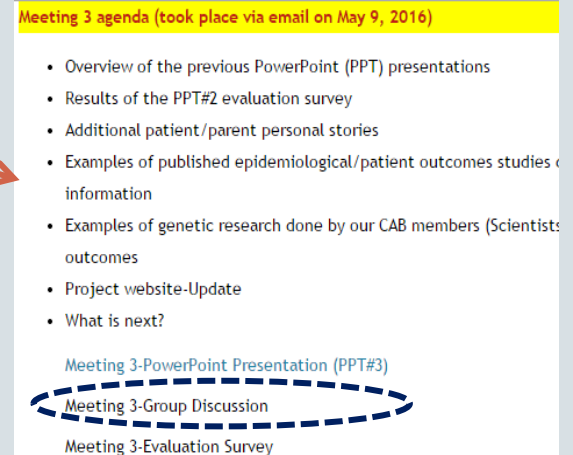 Meeting 3 agenda (took place via email on May 9, 2016)
• Overview of the previous PowerPoint (PPT) presentations
• Results of the PPT#2 evaluation survey
• Additional patient/parent personal stories
• Examples of published epidemiological/patient outcomes studies
information
• Examples of genetic research done by our CAB members (Scientists
outcomes
• Project website-Update
• What is next?
Meeting 3-PowerPoint Presentation (PPT#3)
Meeting 3-Group Discussion
Meeting 3-Evaluation Survey